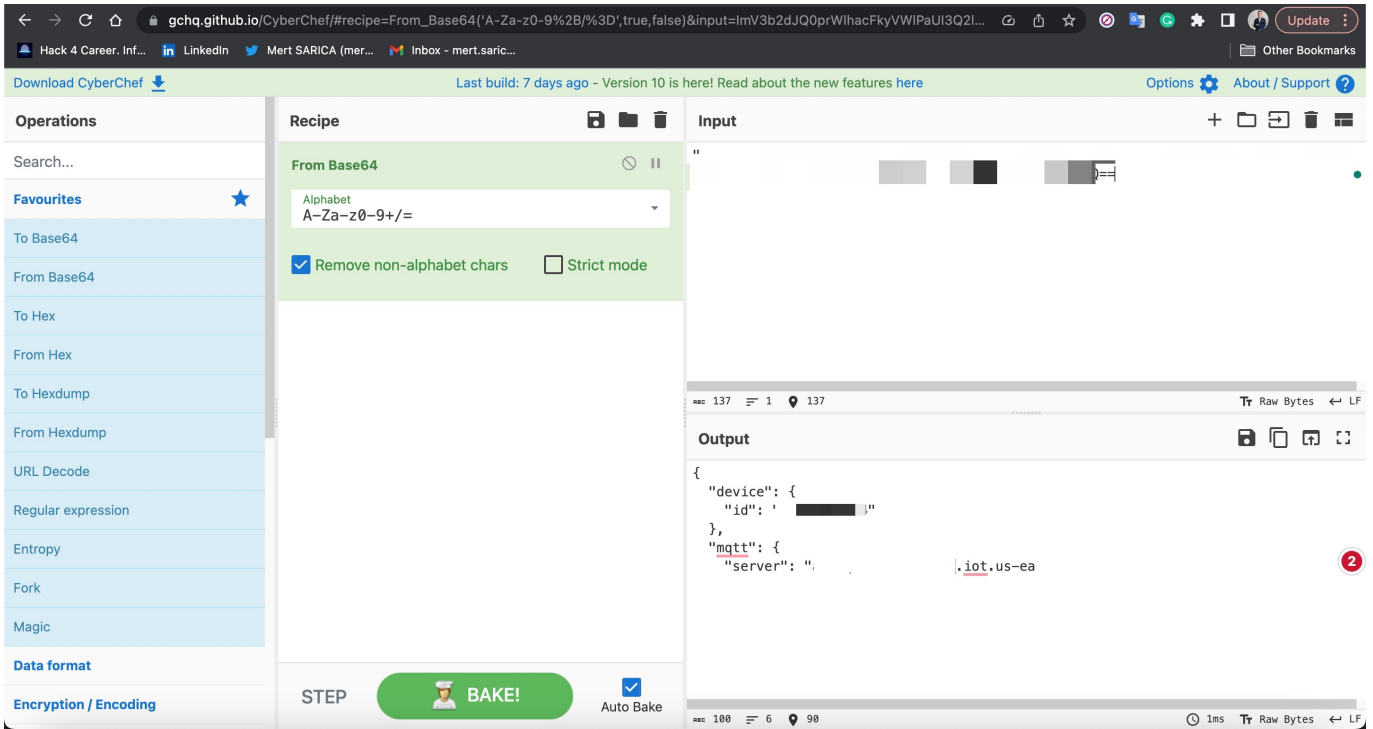 gchq.github.io/CyberChef/#recipe=From_Base64('A-Za-z0-9%2B/%3D',true,false)&input=ImV3b2dJQ0prWlhacFkyVWlPaUI3Q2l...
Update
Hack 4 Career. Inf...
LinkedIn
Mert SARICA (mer...
Inbox - mert.saric...
Other Bookmarks
Download CyberChef
Last build: 7 days ago - Version 10 is here! Read about the new features here
Options
About / Support
Operations
Recipe
Input
Search...
Favourites
To Base64
From Base64
To Hex
From Hex
To Hexdump
From Hexdump
URL Decode
Regular expression
Entropy
Fork
Magic
Data format
Encryption / Encoding
From Base64
Alphabet
A-Za-z0-9+/=
Remove non-alphabet chars
Strict mode
STEP
BAKE!
Auto Bake
"
==
ABC 137
1
137
Tт Raw Bytes
LF
Output
{
"device": {
"id": ' "
},
"mqtt": {
"server": " .iot.us-ea
2
ABC 100
6
90
1ms
Tт Raw Bytes
LF